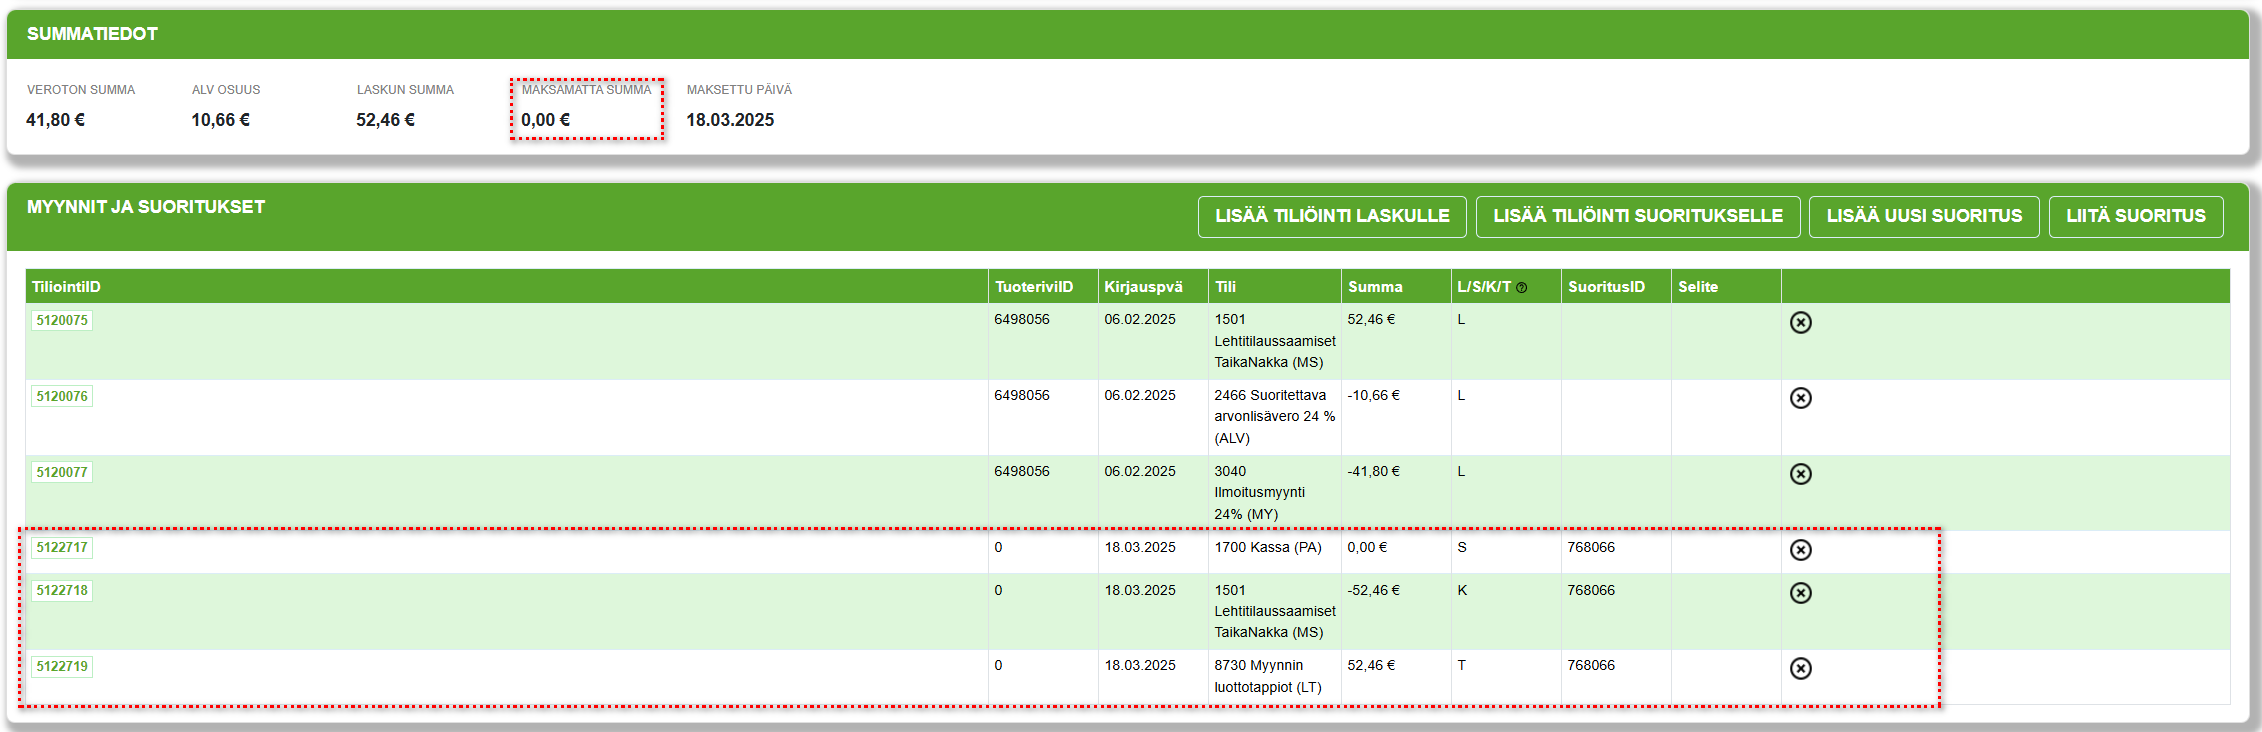 SUMMATIEDOT
VEROTON SUMMA ALV OSUUS LASKUN SUMMA MAKSAMATTA SUMMA MAKSETTU PÄIVÄ
41,80 € 10,66 € 52,46 € 0,00 € 18.03.2025
MYYNNIT JA SUORITUKSET LISÄÄ TILIÖINTI LASKULLE LISÄÄ TILIÖINTI SUORITUKSELLE LISÄÄ UUSI SUORITUS LIITÄ SUORITUS
TiliointiID TuoteriviID Kirjauspvä Tili Summa L/S/K/T SuoritusID Selite
5120075 6498056 06.02.2025 1501 52,46 € L
Lehtitilaussaamiset
TaikaNakka (MS)
5120076 6498056 06.02.2025 2466 Suoritettava -10,66 € L
arvonlisävero 24 %
(ALV)
5120077 6498056 06.02.2025 3040 -41,80 € L
Ilmoitusmyynti
24% (MY)
5122717 0 18.03.2025 1700 Kassa (PA) 0,00 € S 768066
5122718 0 18.03.2025 1501 -52,46 € K 768066
Lehtitilaussaamiset
TaikaNakka (MS)
5122719 0 18.03.2025 8730 Myynnin 52,46 € T 768066
luottotappiot (LT)